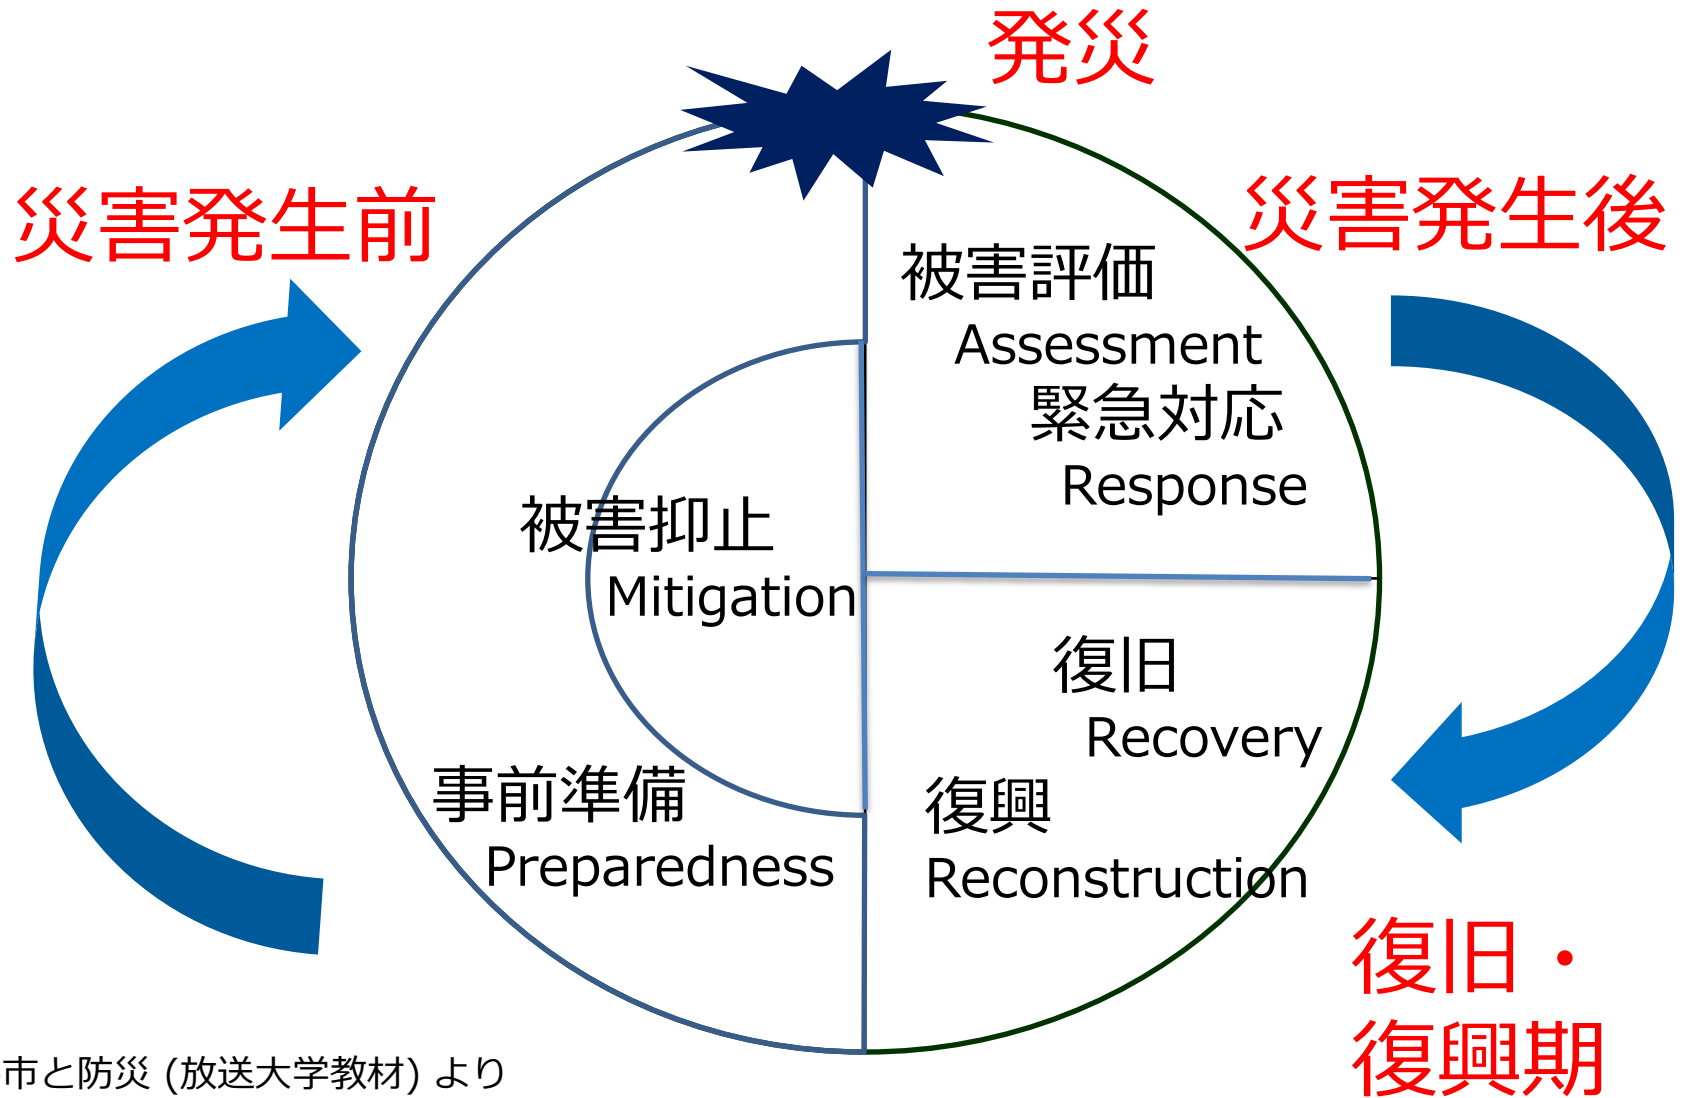 発災
災害発生前
災害発生後
被害評価
Assessment
緊急対応
Response
被害抑止
Mitigation
復旧
Recovery
事前準備
Preparedness
復興
Reconstruction
復旧・
復興期
市と防災 (放送大学教材) より